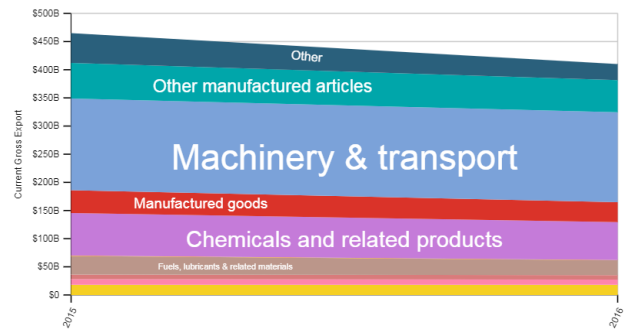 $500B
$450B
$400B
$350B
$300B
$250B
$200B
$150B
$100B
$50B
$0
Current Gross Export
Other
Other manufactured articles
Machinery & transport
Manufactured goods
Chemicals and related products
Fuels, lubricants & related materials
2015
2016